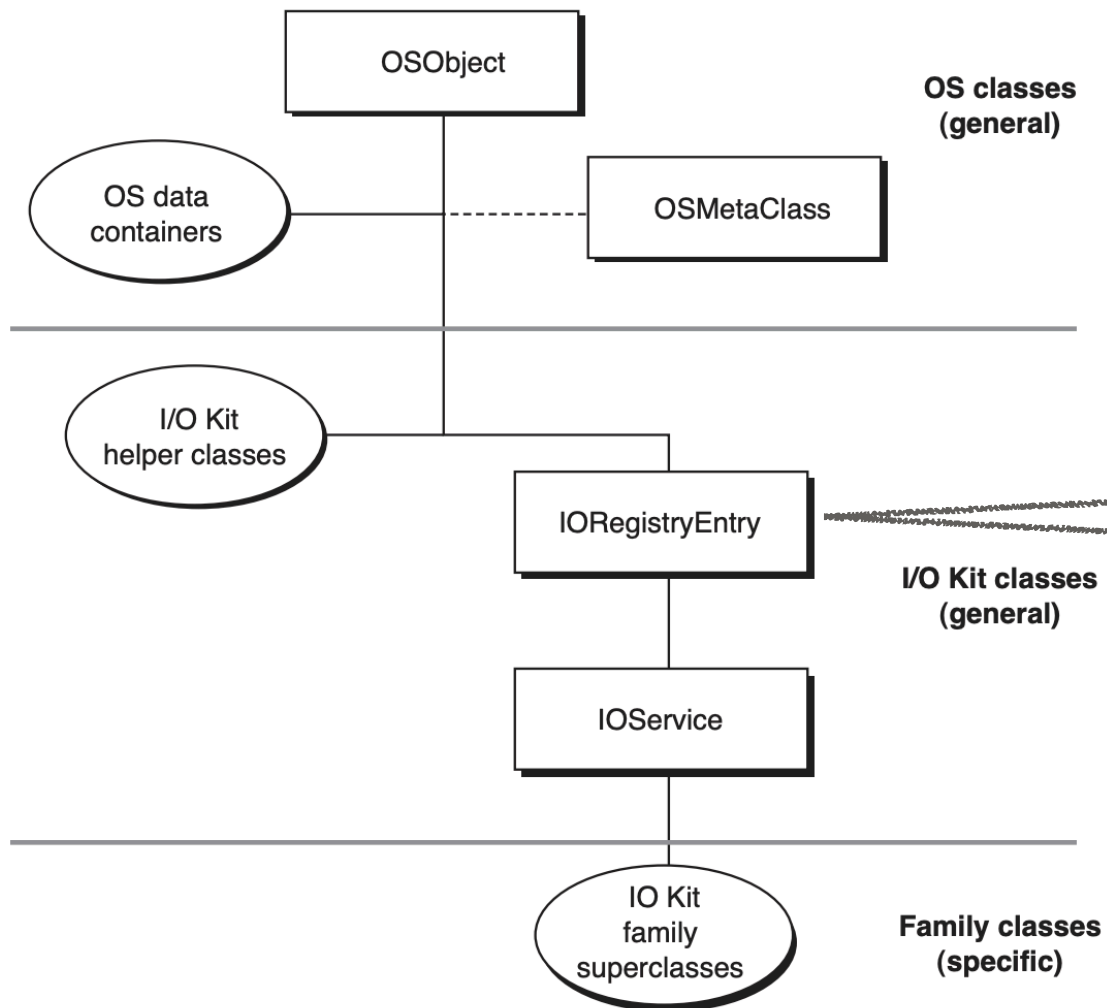 OSObject
OS classes
(general)
OS data
containers
OSMetaClass
I/O Kit
helper classes
IORegistryEntry
I/O Kit classes
(general)
IOService
IO Kit
family
superclasses
Family classes
(specific)